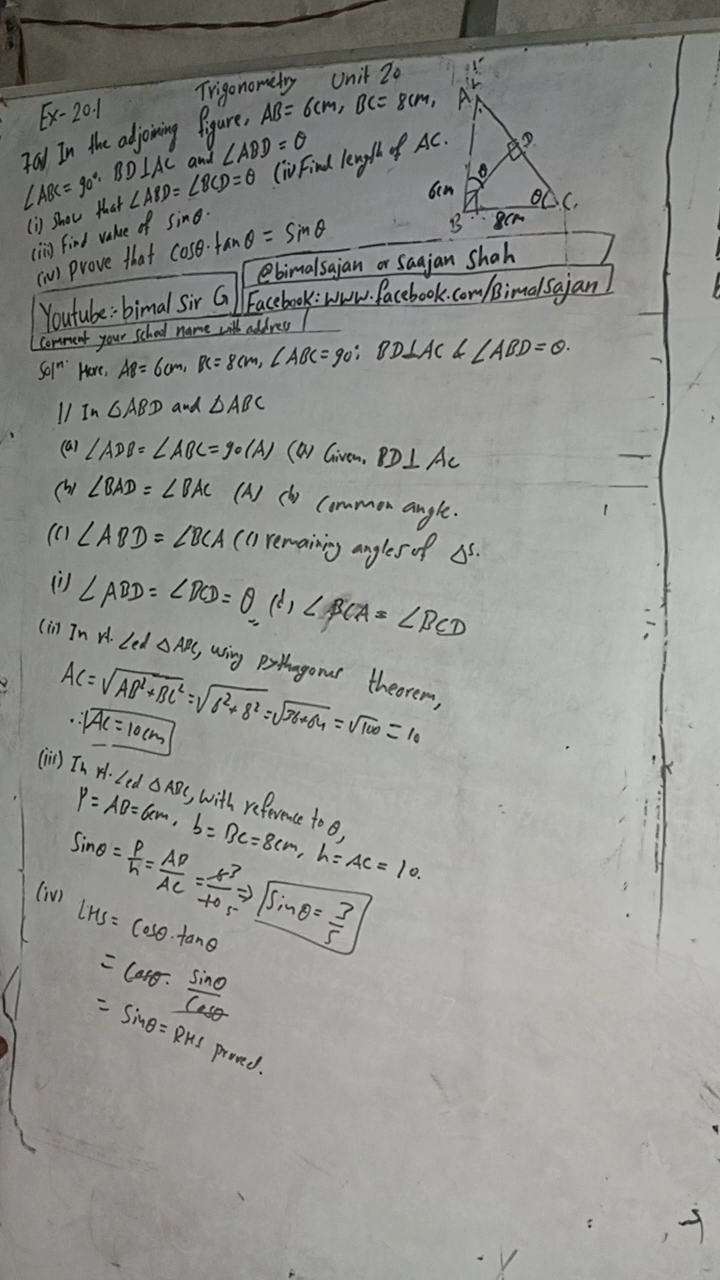 Ex-20.1 Trigonometry Unit 20
7a) In the adjoining figure, AB= 6cm, BC= 8cm,
∠ABC= 90°, BD⊥AC and ∠ABD=θ
(i) Show that ∠ABD=∠BCD=θ (ii) Find length of AC.
(iii) Find value of sinθ.
(iv) prove that cosθ.tanθ = sinθ
A
D
θ
6cm
θ
C.
B
8cm
@bimalsajan or Saajan Shah
Youtube:- bimal Sir G
Facebook: www.facebook.com/Bimalsajan
Comment your school name with address
Solⁿ: Here, AB= 6cm, BC= 8cm, ∠ABC=90°, BD⊥AC & ∠ABD=θ.
1/ In △ABD and △ABC
(a) ∠ADB=∠ABC=90(A) (a) Given, BD⊥AC
(b) ∠BAD = ∠BAC (A) (b) Common angle.
(c) ∠ABD=∠BCA (c) remaining angles of △s.
(i) ∠ABD= ∠BCD=θ (d) ∠BCA= ∠BCD
(ii) In rt. ∠ed △ABC, using pythagorus theorem,
AC=√AB²+BC²=√6²+8²=√36+64=√100=10
∴ AC=10cm
(iii) In rt. ∠ed △ABC, with reference to θ,
P= AB=6cm, b= BC=8cm, h= AC= 10.
Sinθ= P/h = AB/AC = 6 3/10 5 ⇒ Sinθ= 3/5
(iv) LHS= Cosθ.tanθ
= Cosθ. Sinθ/Cosθ
= Sinθ= RHS proved.